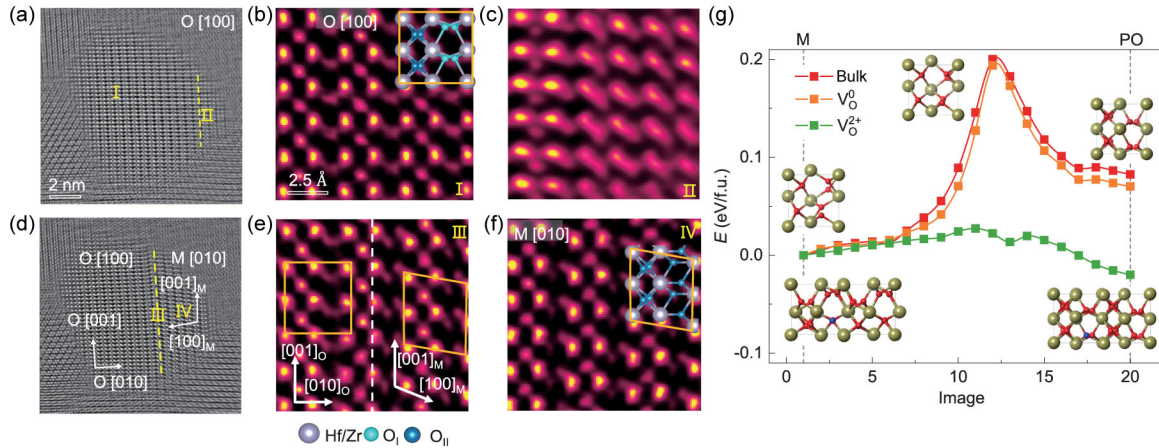 (a)
O [100]
I
II
2 nm
(b)
O [100]
2.5 Å
I
(c)
II
(d)
O [100]
M [010]
[001]M
III
IV
O [001]
[100]M
O [010]
(e)
III
[001]O
[010]O
[001]M
[100]M
(f)
M [010]
IV
Hf/Zr
OI
OII
(g)
M
PO
Bulk
VO0
VO2+
0.2
0.1
0.0
-0.1
E (eV/f.u.)
0
5
10
15
20
Image